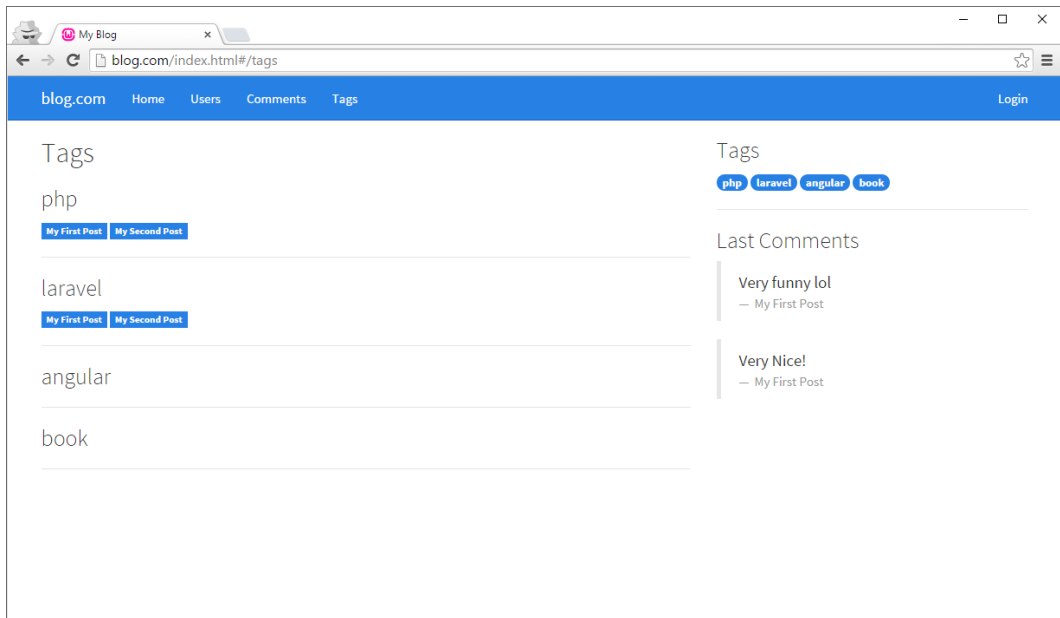 My Blog
blog.com/index.html#/tags
blog.com Home Users Comments Tags Login
Tags
php
My First Post My Second Post
laravel
My First Post My Second Post
angular
book
Tags
php laravel angular book
Last Comments
Very funny lol
— My First Post
Very Nice!
— My First Post